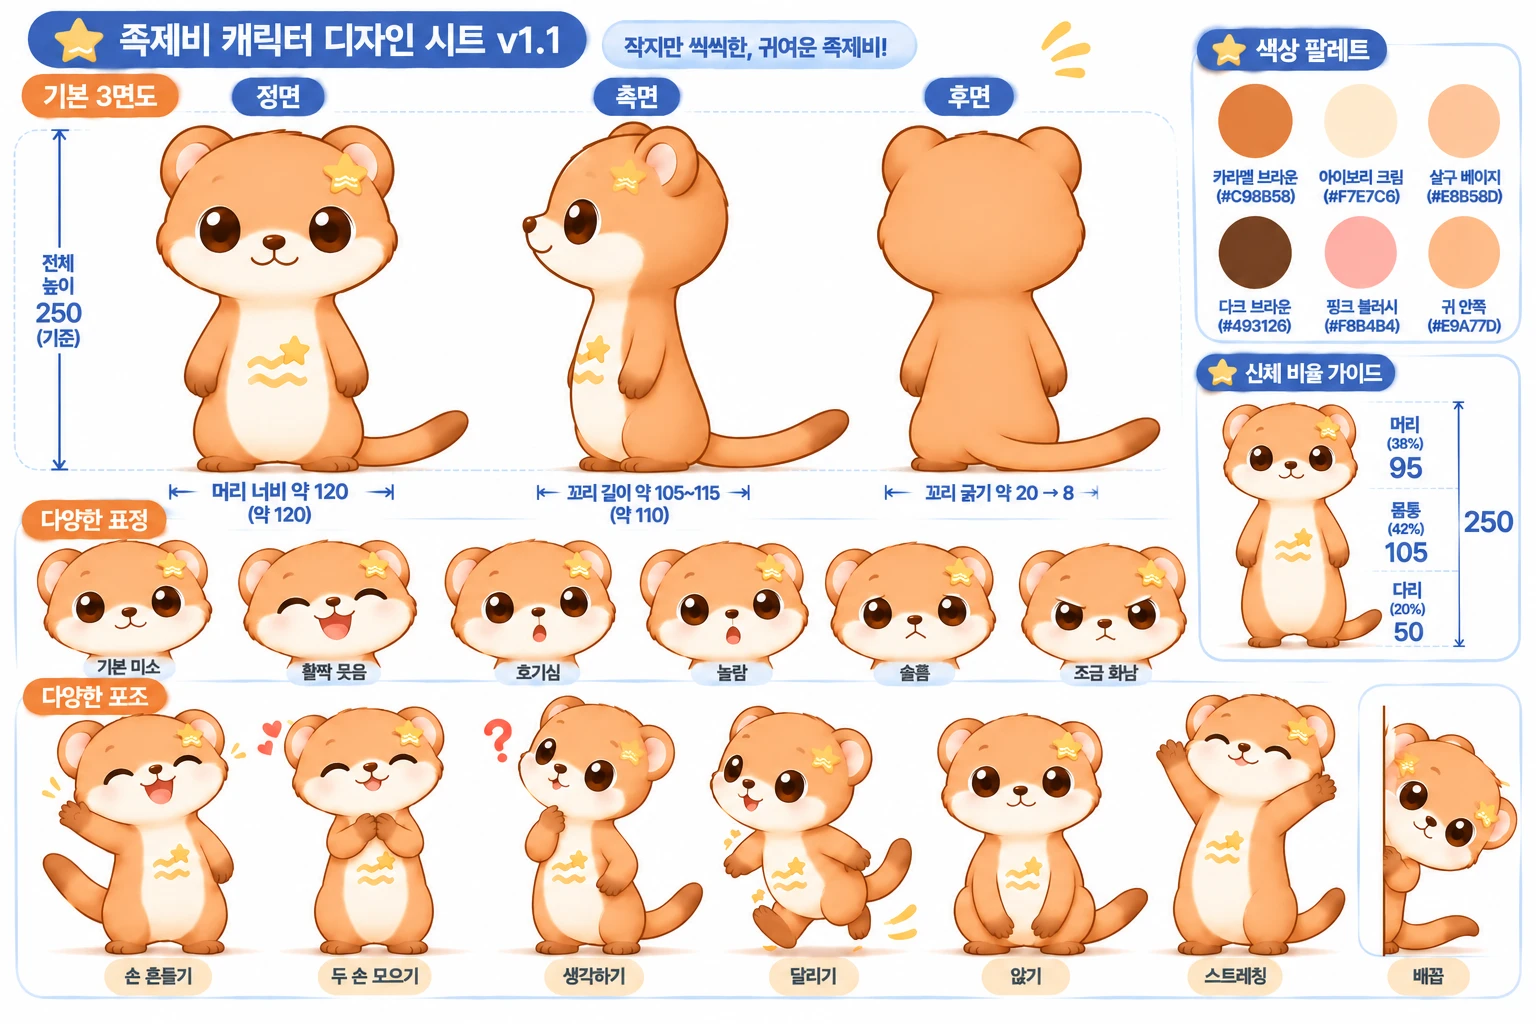 족제비 캐릭터 디자인 시트 v1.1
작지만 씩씩한, 귀여운 족제비!
기본 3면도
정면
측면
후면
전체
높이
250
(기준)
머리 너비 약 120
(약 120)
꼬리 길이 약 105~115
(약 110)
꼬리 굵기 약 20 → 8
색상 팔레트
카라멜 브라운
(#C98B58)
아이보리 크림
(#F7E7C6)
살구 베이지
(#E8B58D)
다크 브라운
(#493126)
핑크 블러시
(#F8B4B4)
귀 안쪽
(#E9A77D)
신체 비율 가이드
머리
(38%)
95
몸통
(42%)
105
다리
(20%)
50
250
다양한 표정
기본 미소
활짝 웃음
호기심
놀람
슬픔
조금 화남
다양한 포조
?
손 흔들기
두 손 모으기
생각하기
달리기
앉기
스트레칭
배꼽